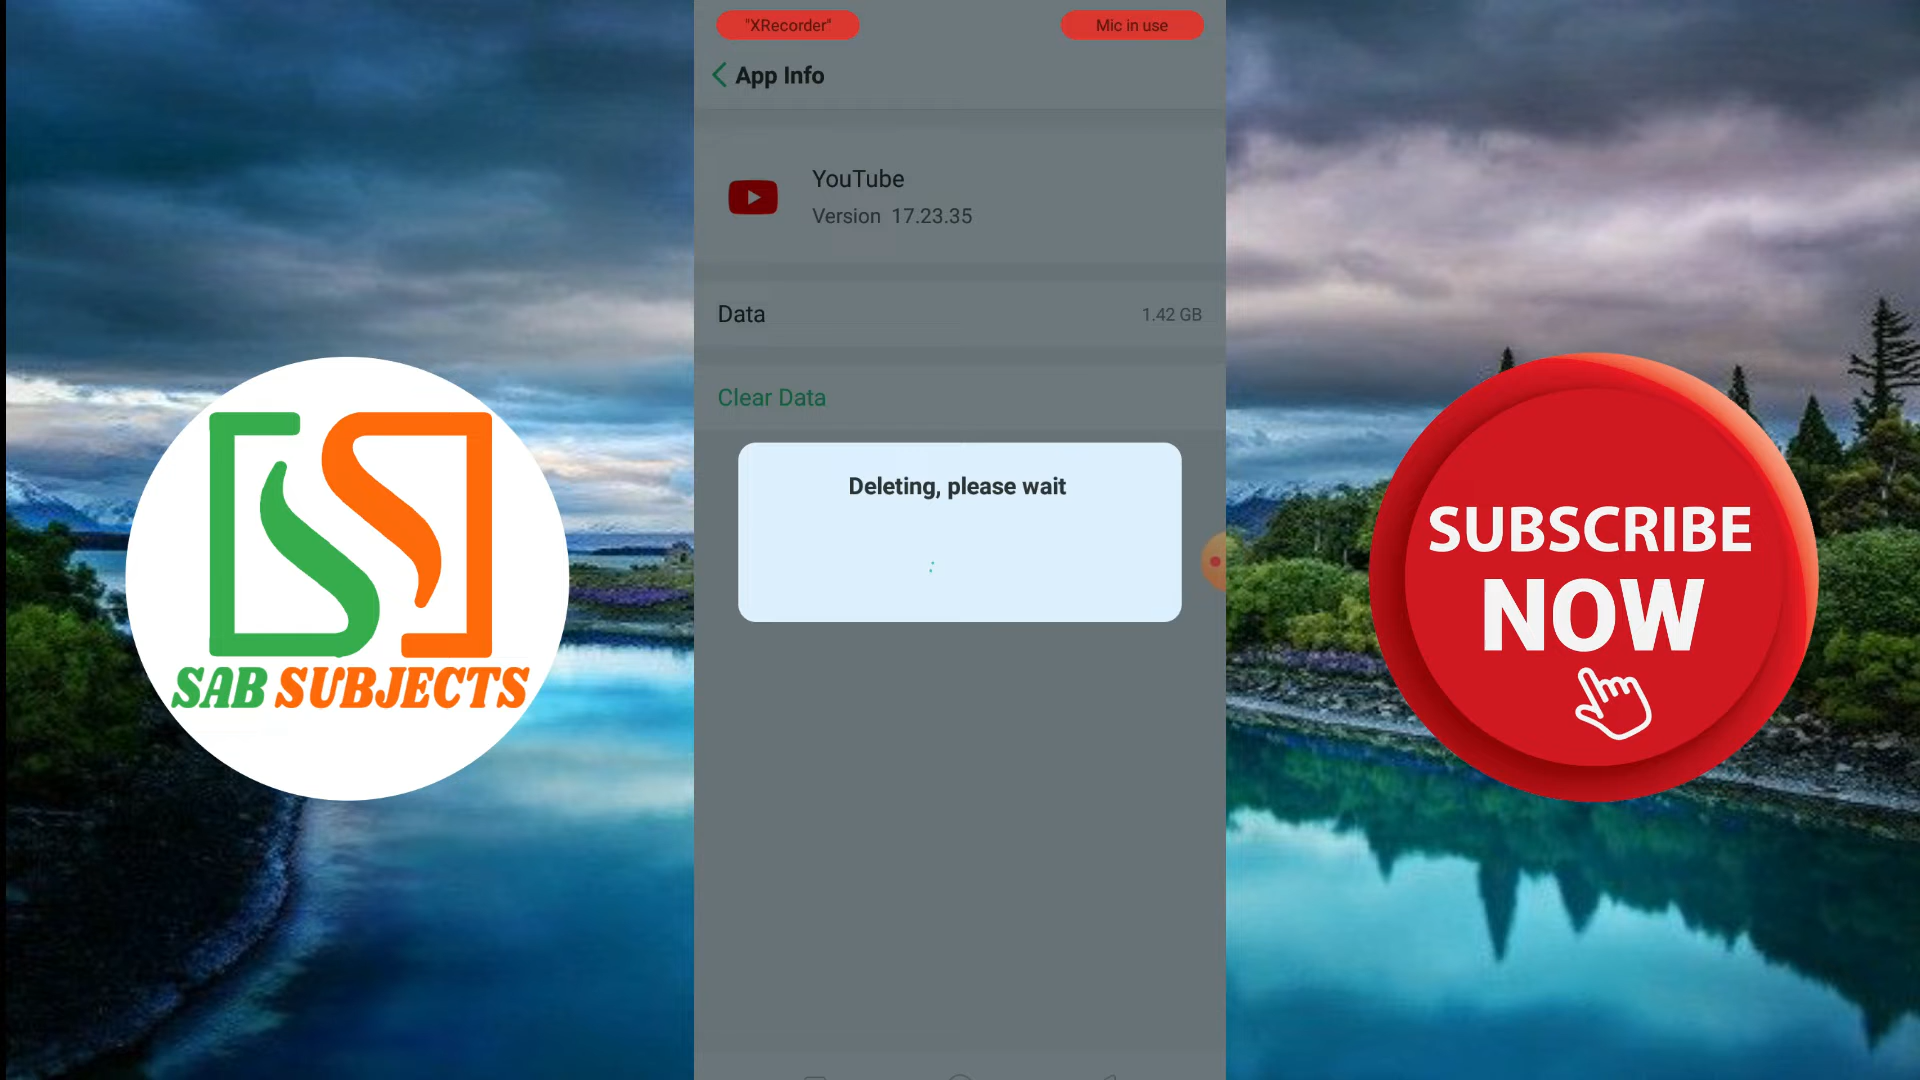 "XRecorder"
Mic in use
App Info
YouTube
Version 17.23.35
Data
1.42 GB
Clear Data
Deleting, please wait
SAB SUBJECTS
SUBSCRIBE
NOW